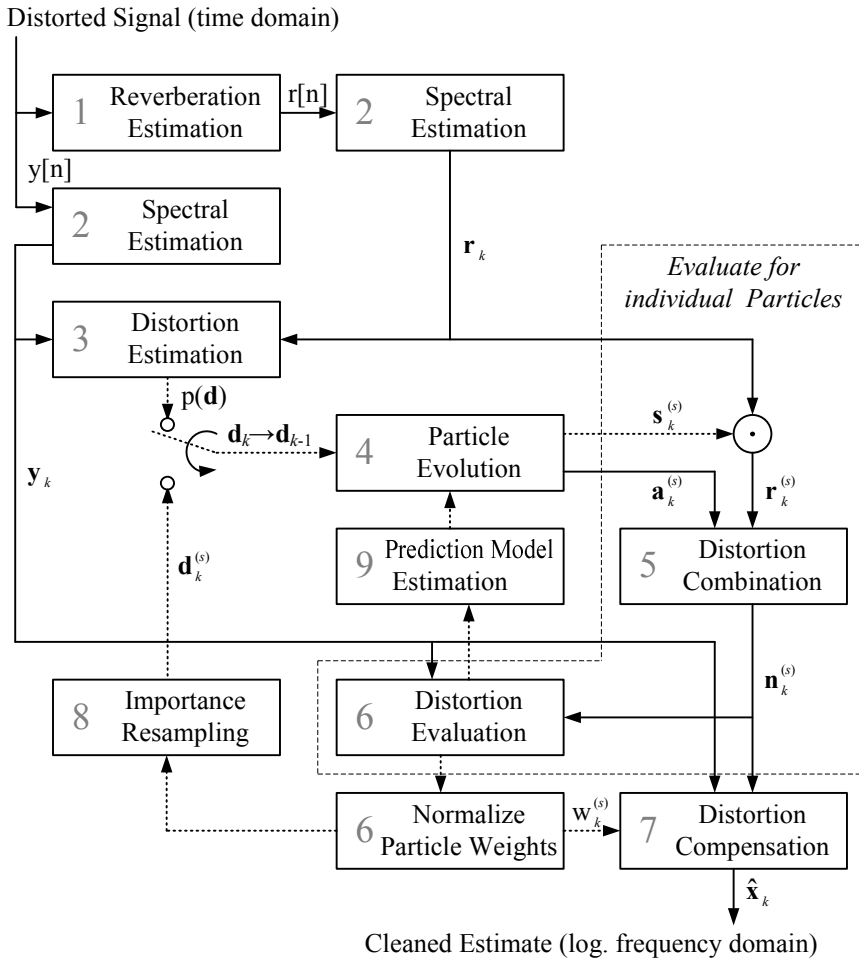 Distorted Signal (time domain)
1 Reverberation Estimation
r[n]
2 Spectral Estimation
y[n]
2 Spectral Estimation
r_k
Evaluate for
individual Particles
3 Distortion Estimation
p(d)
d_k→d_{k-1}
4 Particle Evolution
s_k^{(s)}
·
y_k
a_k^{(s)}
r_k^{(s)}
d_k^{(s)}
9 Prediction Model Estimation
5 Distortion Combination
n_k^{(s)}
8 Importance Resampling
6 Distortion Evaluation
6 Normalize Particle Weights
w_k^{(s)}
7 Distortion Compensation
x̂_k
Cleaned Estimate (log. frequency domain)